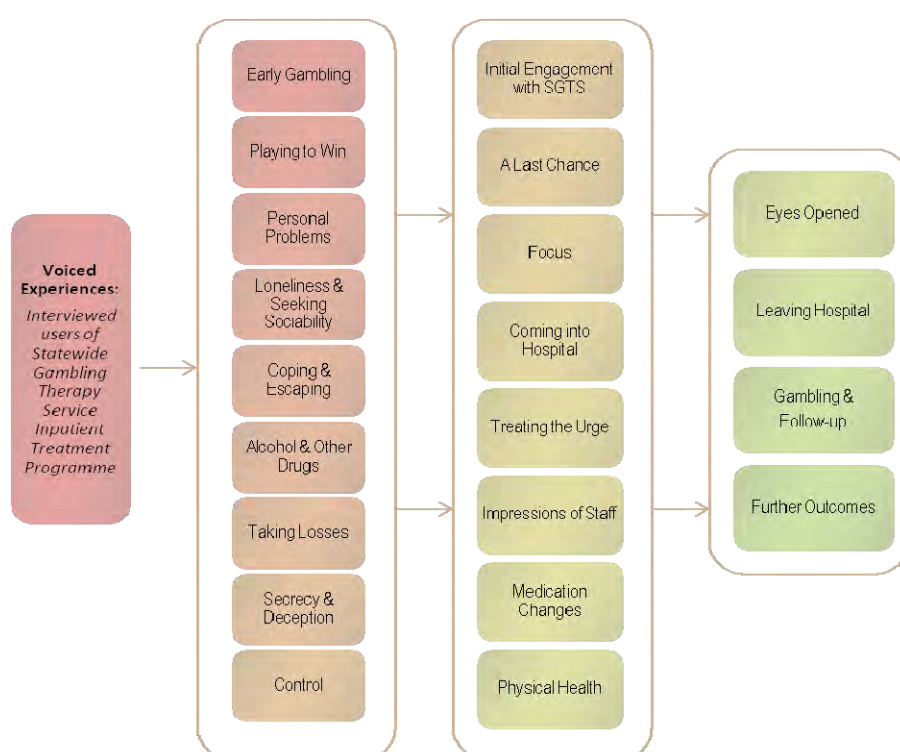 Voiced
Experiences:
Interviewed
users of
Statewide
Gambling
Therapy
Service
Inpatient
Treatment
Programme
Early Gambling
Playing to Win
Personal
Problems
Loneliness &
Seeking
Sociability
Coping &
Escaping
Alcohol & Other
Drugs
Taking Losses
Secrecy &
Deception
Control
Initial Engagement
with SGTS
A Last Chance
Focus
Coming into
Hospital
Treating the Urge
Impressions of Staff
Medication
Changes
Physical Health
Eyes Opened
Leaving Hospital
Gambling &
Follow-up
Further Outcomes